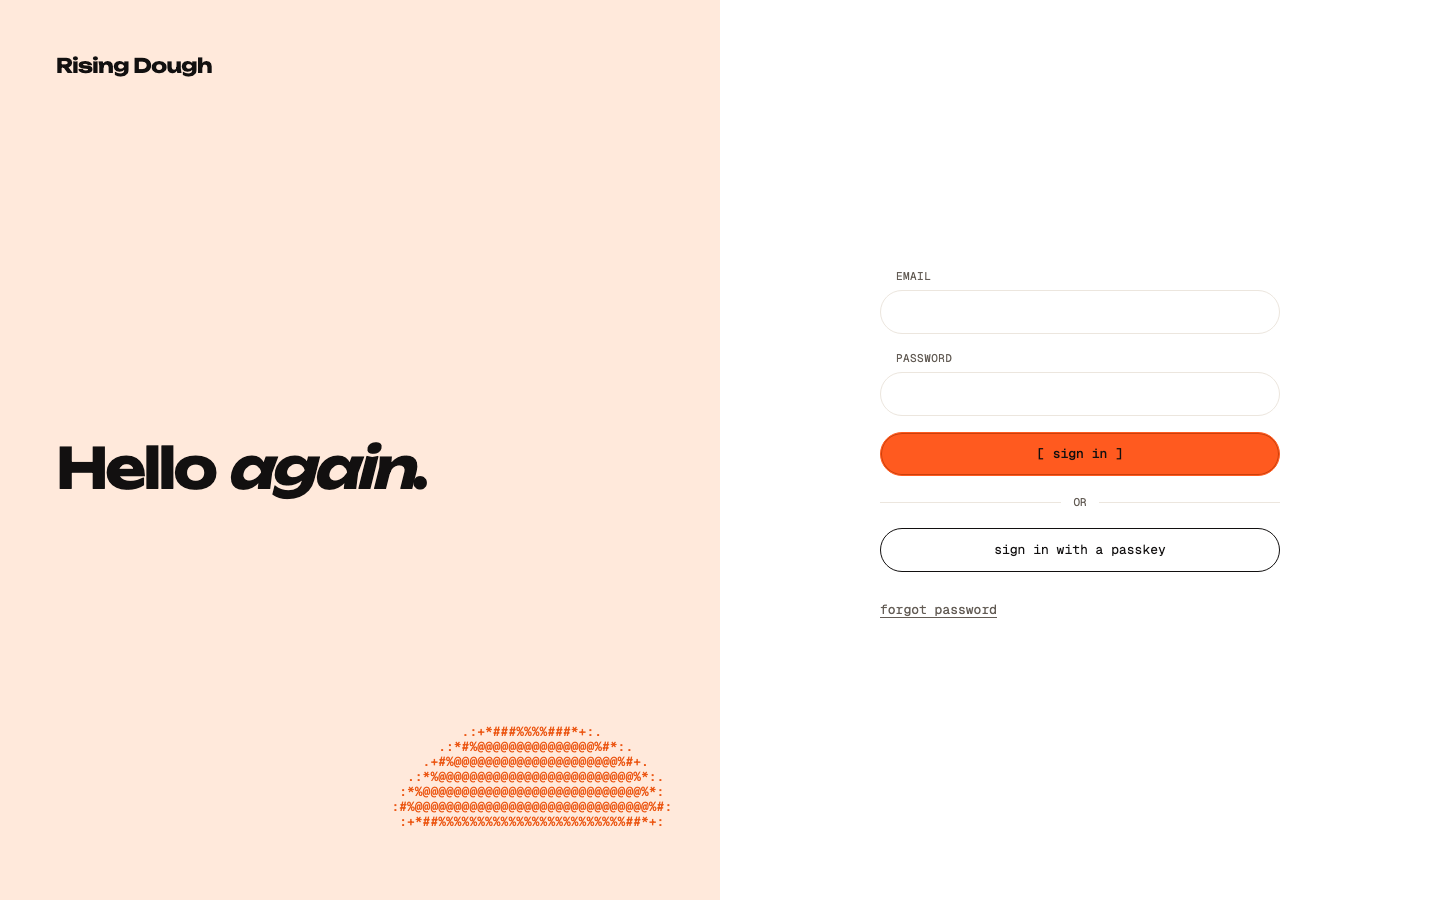 Rising Dough
Hello again.
.:+*###%%%%###*+:.
.:*#%@@@@@@@@@@@@@@@%#*:.
.+#%@@@@@@@@@@@@@@@@@@@@@%#+.
.:*%@@@@@@@@@@@@@@@@@@@@@@@@@%*:.
:*%@@@@@@@@@@@@@@@@@@@@@@@@@@@@%*:
:#%@@@@@@@@@@@@@@@@@@@@@@@@@@@@@@%#:
:+*##%%%%%%%%%%%%%%%%%%%%%%%%##*+:
EMAIL
PASSWORD
[ sign in ]
OR
sign in with a passkey
forgot password